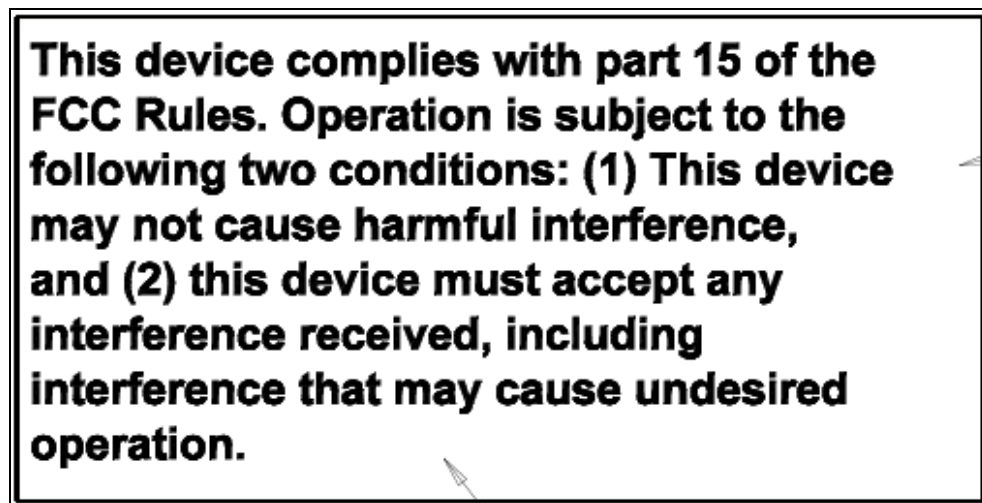 This device complies with part 15 of the
FCC Rules. Operation is subject to the
following two conditions: (1) This device
may not cause harmful interference,
and (2) this device must accept any
interference received, including
interference that may cause undesired
operation.